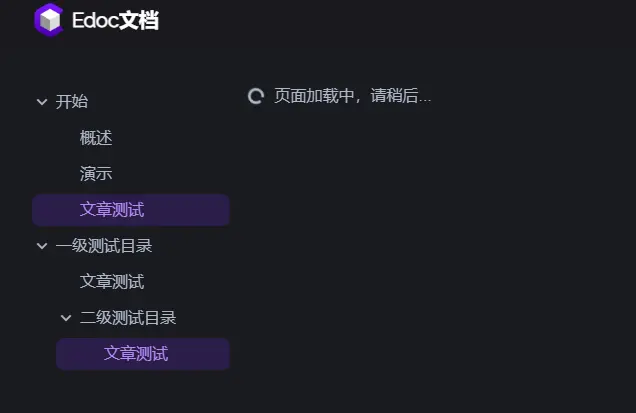 Edoc文档
开始
页面加载中，请稍后...
概述
演示
文章测试
一级测试目录
文章测试
二级测试目录
文章测试